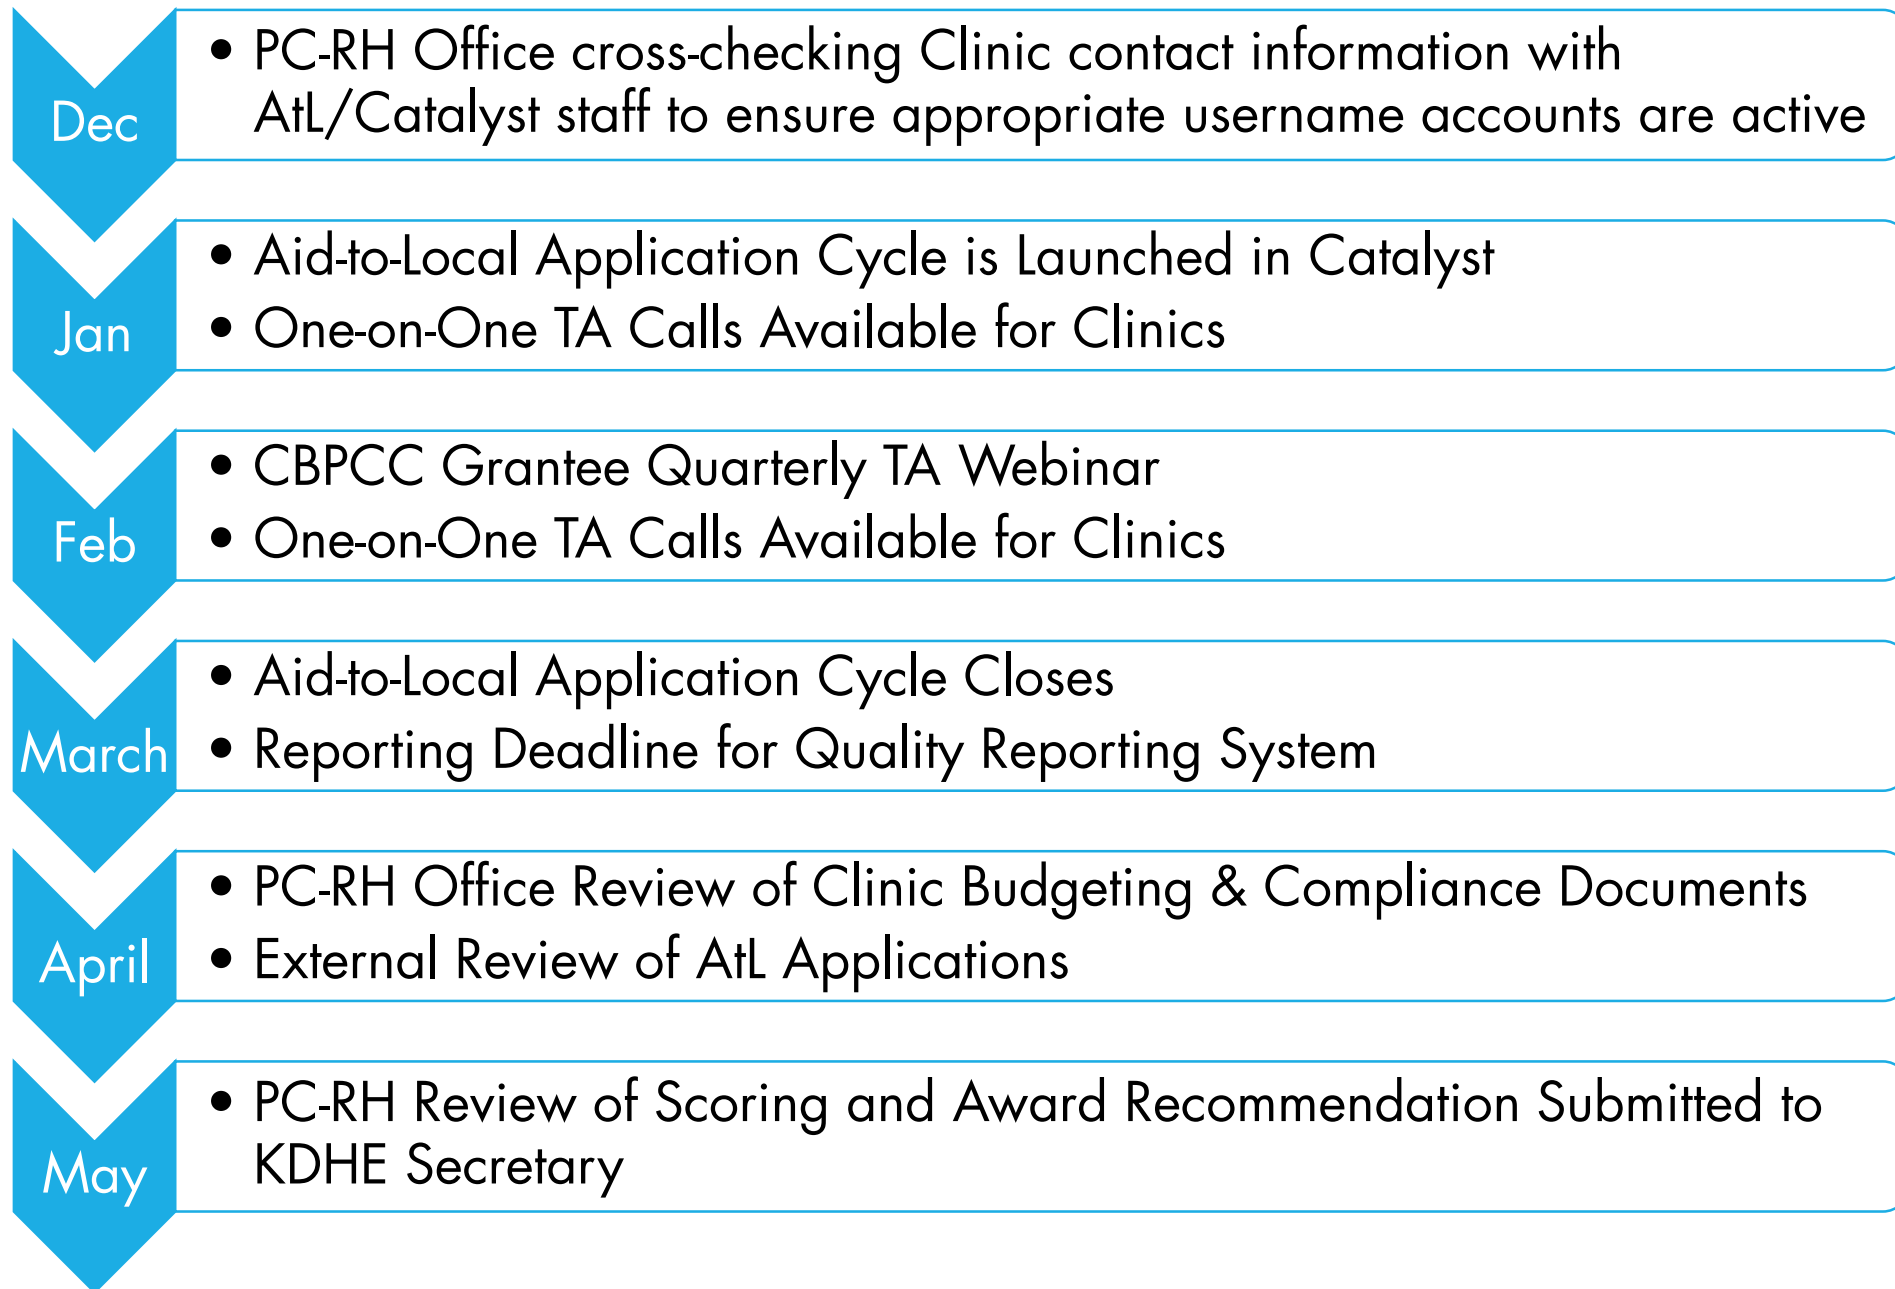 Dec
• PC-RH Office cross-checking Clinic contact information with
AtL/Catalyst staff to ensure appropriate username accounts are active
Jan
• Aid-to-Local Application Cycle is Launched in Catalyst
• One-on-One TA Calls Available for Clinics
Feb
• CBPCC Grantee Quarterly TA Webinar
• One-on-One TA Calls Available for Clinics
March
• Aid-to-Local Application Cycle Closes
• Reporting Deadline for Quality Reporting System
April
• PC-RH Office Review of Clinic Budgeting & Compliance Documents
• External Review of AtL Applications
May
• PC-RH Review of Scoring and Award Recommendation Submitted to
KDHE Secretary